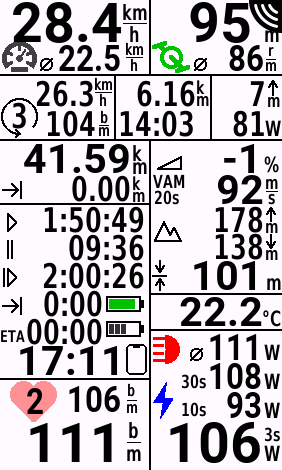 28.4 km/h
ø 22.5 km/h
95
ø 86 r/m
3 26.3 km/h
104 b/m
6.16 km
14:03
7 m
81 W
41.59 km
0.00 km
-1 %
VAM 20s 92 m/s
178 m
138 m
101 m
1:50:49
09:36
2:00:26
0:00
ETA 00:00
17:11
22.2 °C
ø 111 W
30s 108 W
10s 93 W
106 3s W
2 106 b/m
111 b/m